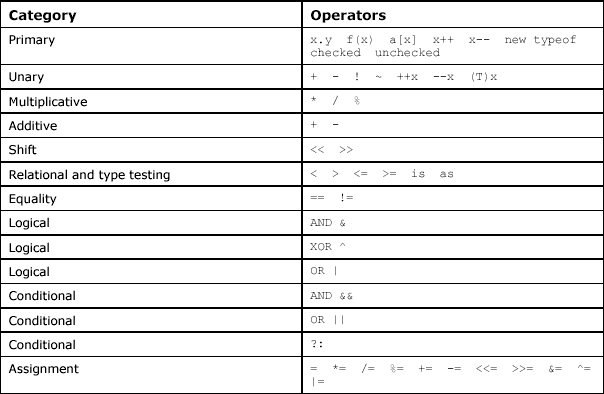 Category Operators
Primary x.y f(x) a[x] x++ x-- new typeof
checked unchecked
Unary + - ! ~ ++x --x (T)x
Multiplicative * / %
Additive + -
Shift << >>
Relational and type testing < > <= >= is as
Equality == !=
Logical AND &
Logical XOR ^
Logical OR |
Conditional AND &&
Conditional OR ||
Conditional ?:
Assignment = *= /= %= += -= <<= >>= &= ^=
|=